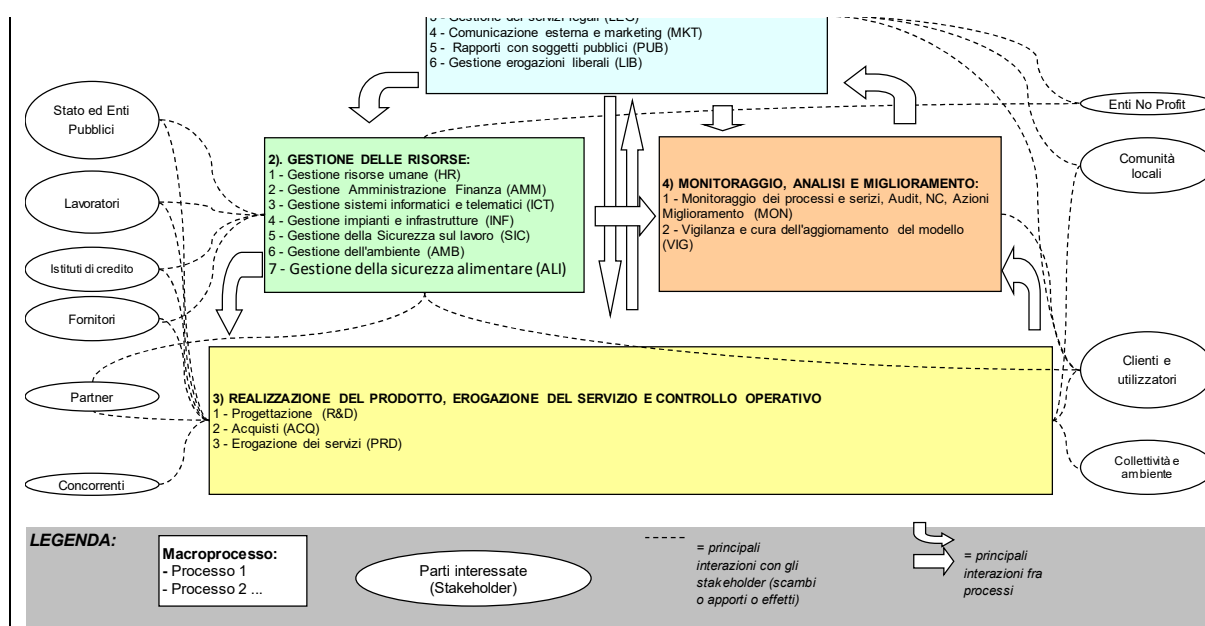 3 - Gestione dei servizi legali (LEG)
4 - Comunicazione esterna e marketing (MKT)
5 - Rapporti con soggetti pubblici (PUB)
6 - Gestione erogazioni liberali (LIB)
Stato ed Enti
Pubblici
Lavoratori
Istituti di credito
Fornitori
Partner
Concorrenti
2). GESTIONE DELLE RISORSE:
1 - Gestione risorse umane (HR)
2 - Gestione Amministrazione Finanza (AMM)
3 - Gestione sistemi informatici e telematici (ICT)
4 - Gestione impianti e infrastrutture (INF)
5 - Gestione della Sicurezza sul lavoro (SIC)
6 - Gestione dell'ambiente (AMB)
7 - Gestione della sicurezza alimentare (ALI)
4) MONITORAGGIO, ANALISI E MIGLIORAMENTO:
1 - Monitoraggio dei processi e serizi, Audit, NC, Azioni
Miglioramento (MON)
2 - Vigilanza e cura dell'aggiornamento del modello
(VIG)
Enti No Profit
Comunità
locali
Clienti e
utilizzatori
Collettività e
ambiente
3) REALIZZAZIONE DEL PRODOTTO, EROGAZIONE DEL SERVIZIO E CONTROLLO OPERATIVO
1 - Progettazione (R&D)
2 - Acquisti (ACQ)
3 - Erogazione dei servizi (PRD)
LEGENDA:
Macroprocesso:
- Processo 1
- Processo 2 ...
Parti interessate
(Stakeholder)
= principali
interazioni con gli
stakeholder (scambi
o apporti o effetti)
= principali
interazioni fra
processi